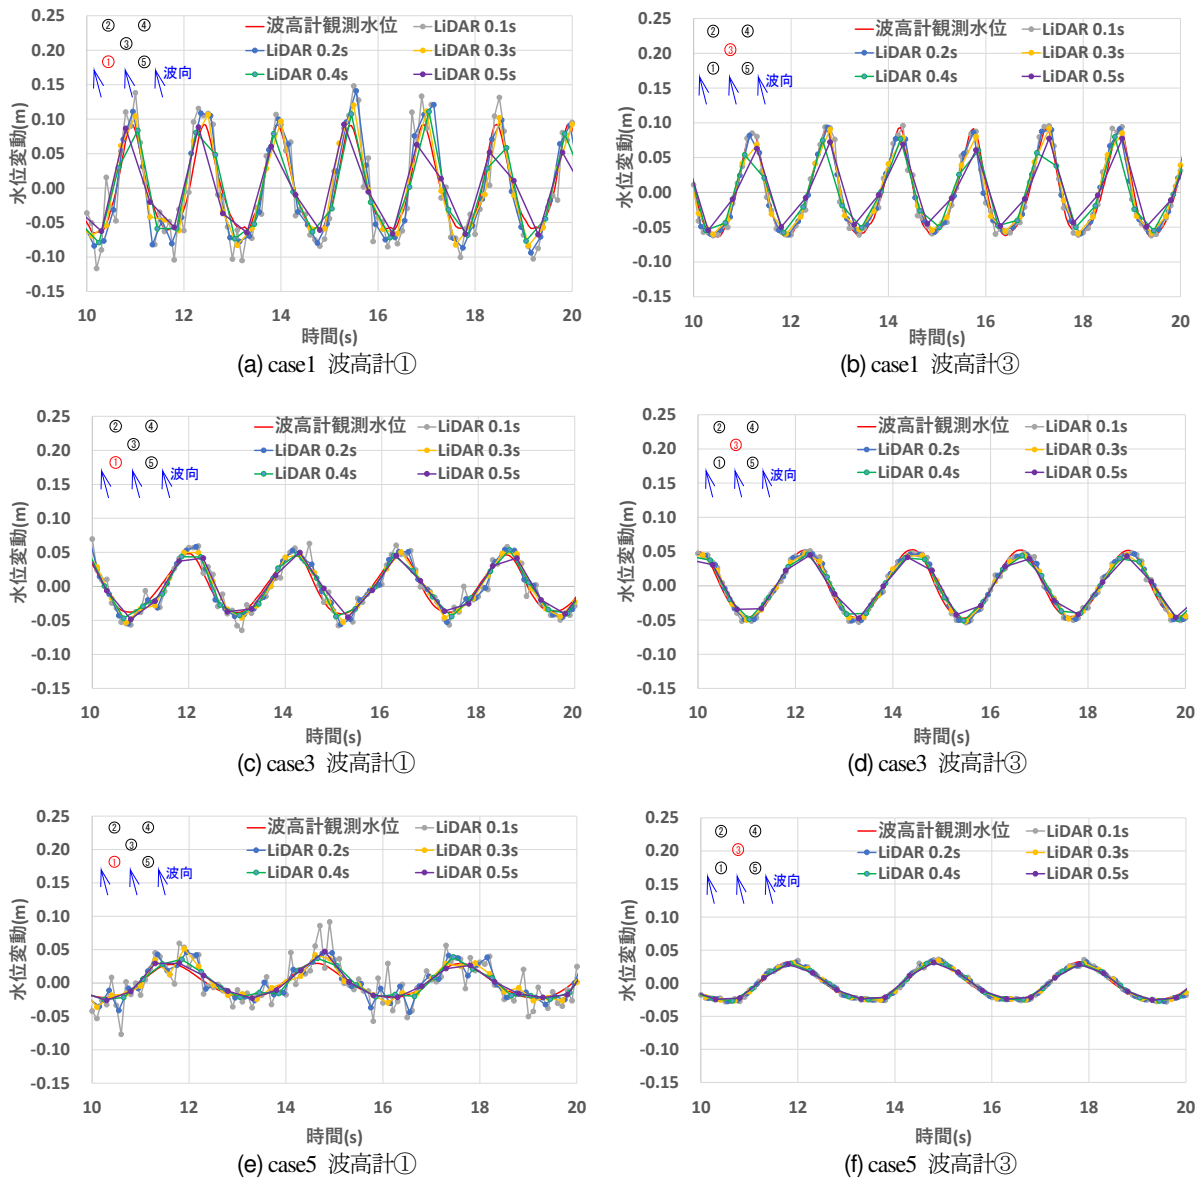 0.25
0.20
0.15
0.10
0.05
0.00
-0.05
-0.10
-0.15
水位変動(m)
② ④
③
① ⑤
波向
波高計観測水位 LiDAR 0.1s
LiDAR 0.2s LiDAR 0.3s
LiDAR 0.4s LiDAR 0.5s
10 12 14 16 18 20
時間(s)
(a) case1 波高計①
0.25
0.20
0.15
0.10
0.05
0.00
-0.05
-0.10
-0.15
水位変動(m)
② ④
③
① ⑤
波向
波高計観測水位 LiDAR 0.1s
LiDAR 0.2s LiDAR 0.3s
LiDAR 0.4s LiDAR 0.5s
10 12 14 16 18 20
時間(s)
(b) case1 波高計③
0.25
0.20
0.15
0.10
0.05
0.00
-0.05
-0.10
-0.15
水位変動(m)
② ④
③
① ⑤
波向
波高計観測水位 LiDAR 0.1s
LiDAR 0.2s LiDAR 0.3s
LiDAR 0.4s LiDAR 0.5s
10 12 14 16 18 20
時間(s)
(c) case3 波高計①
0.25
0.20
0.15
0.10
0.05
0.00
-0.05
-0.10
-0.15
水位変動(m)
② ④
③
① ⑤
波向
波高計観測水位 LiDAR 0.1s
LiDAR 0.2s LiDAR 0.3s
LiDAR 0.4s LiDAR 0.5s
10 12 14 16 18 20
時間(s)
(d) case3 波高計③
0.25
0.20
0.15
0.10
0.05
0.00
-0.05
-0.10
-0.15
水位変動(m)
② ④
③
① ⑤
波向
波高計観測水位 LiDAR 0.1s
LiDAR 0.2s LiDAR 0.3s
LiDAR 0.4s LiDAR 0.5s
10 12 14 16 18 20
時間(s)
(e) case5 波高計①
0.25
0.20
0.15
0.10
0.05
0.00
-0.05
-0.10
-0.15
水位変動(m)
② ④
③
① ⑤
波向
波高計観測水位 LiDAR 0.1s
LiDAR 0.2s LiDAR 0.3s
LiDAR 0.4s LiDAR 0.5s
10 12 14 16 18 20
時間(s)
(f) case5 波高計③